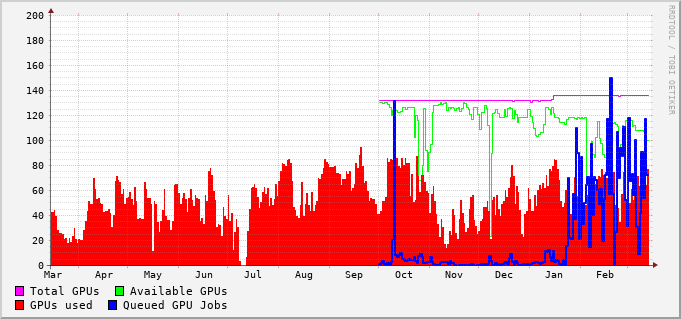 200
180
160
140
120
100
80
60
40
20
0
Mar Apr May Jun Jul Aug Sep Oct Nov Dec Jan Feb
Total GPUs Available GPUs
GPUs used Queued GPU Jobs
RRDTOOL / TOBI OETIKER